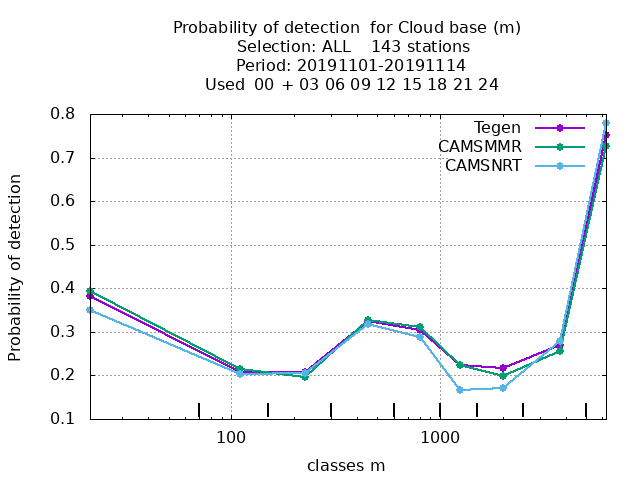 Probability of detection  for Cloud base (m)
Selection: ALL    143 stations
Period: 20191101-20191114
Used  00 + 03 06 09 12 15 18 21 24
Probability of detection
0.8
0.7
0.6
0.5
0.4
0.3
0.2
0.1
Tegen
CAMSMMR
CAMSNRT
100
1000
classes m